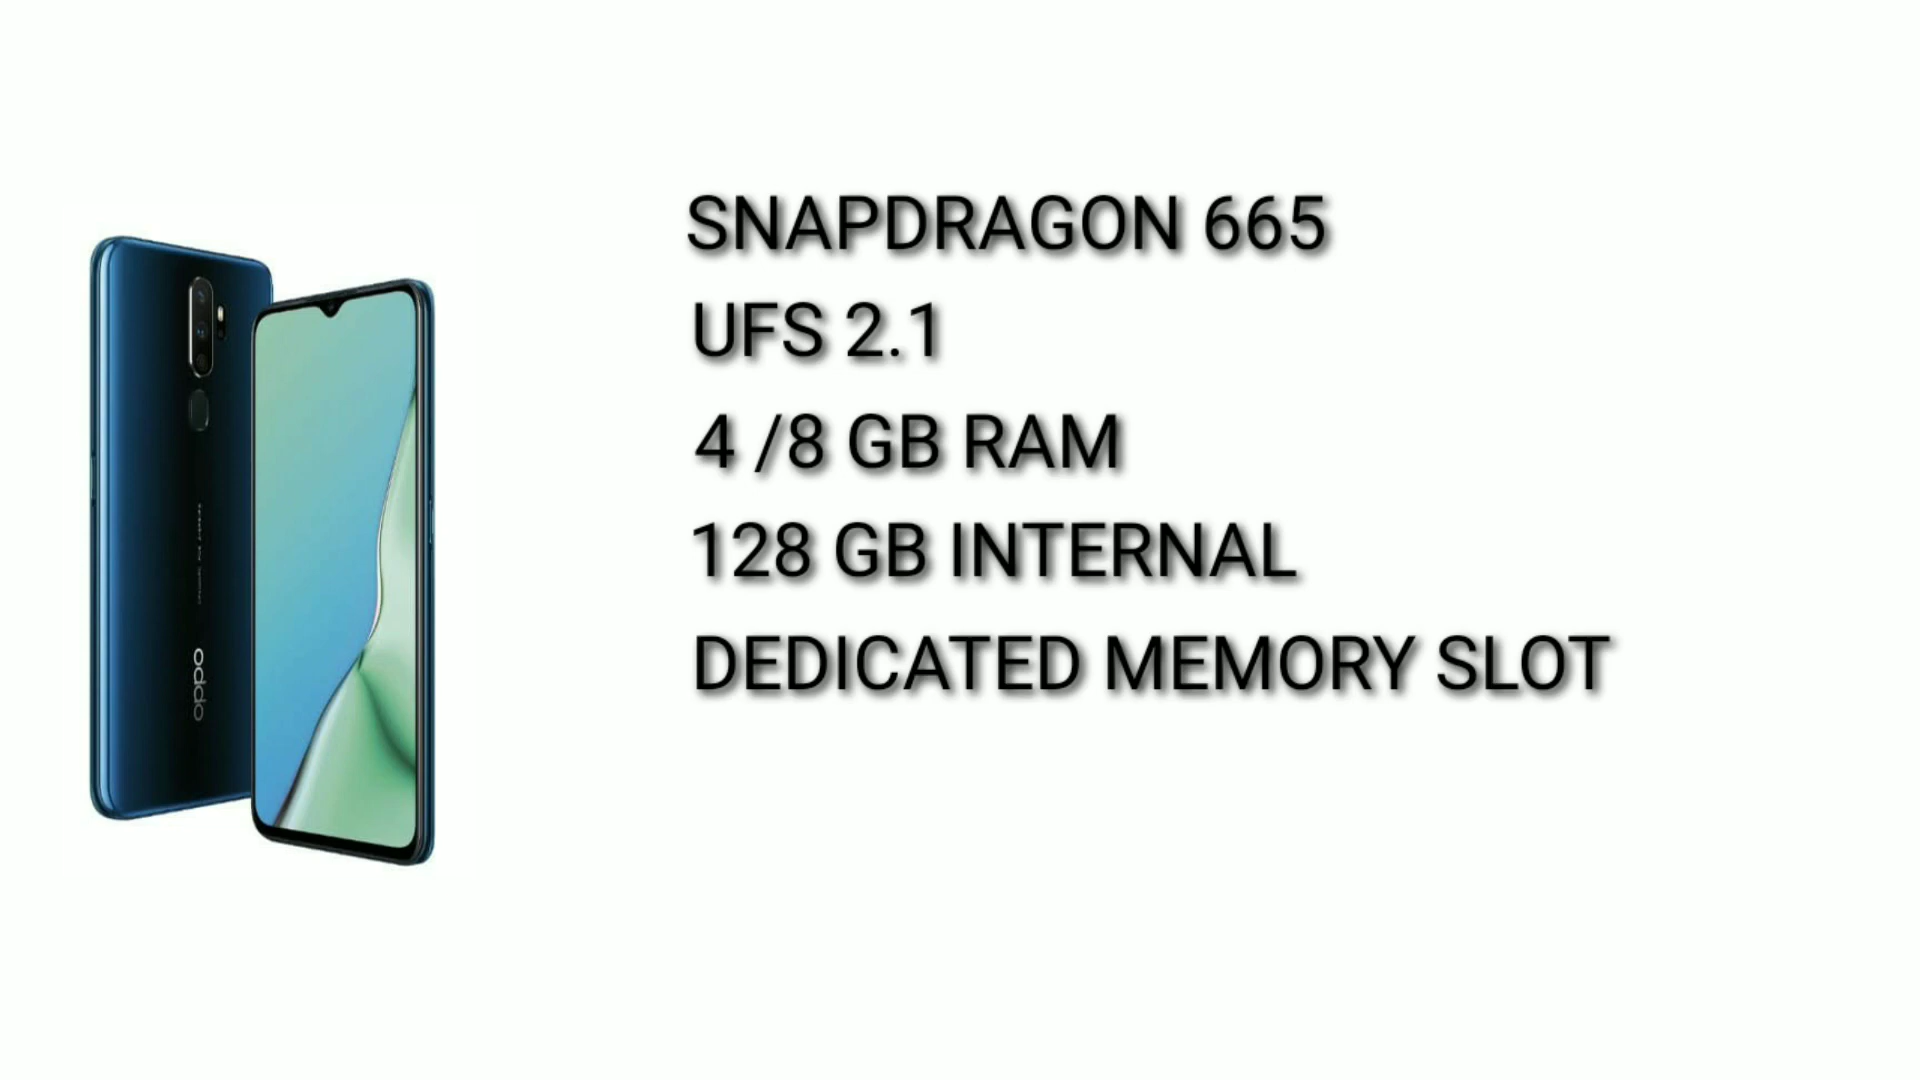 SNAPDRAGON 665
UFS 2.1
4 /8 GB RAM
128 GB INTERNAL
DEDICATED MEMORY SLOT
oppo